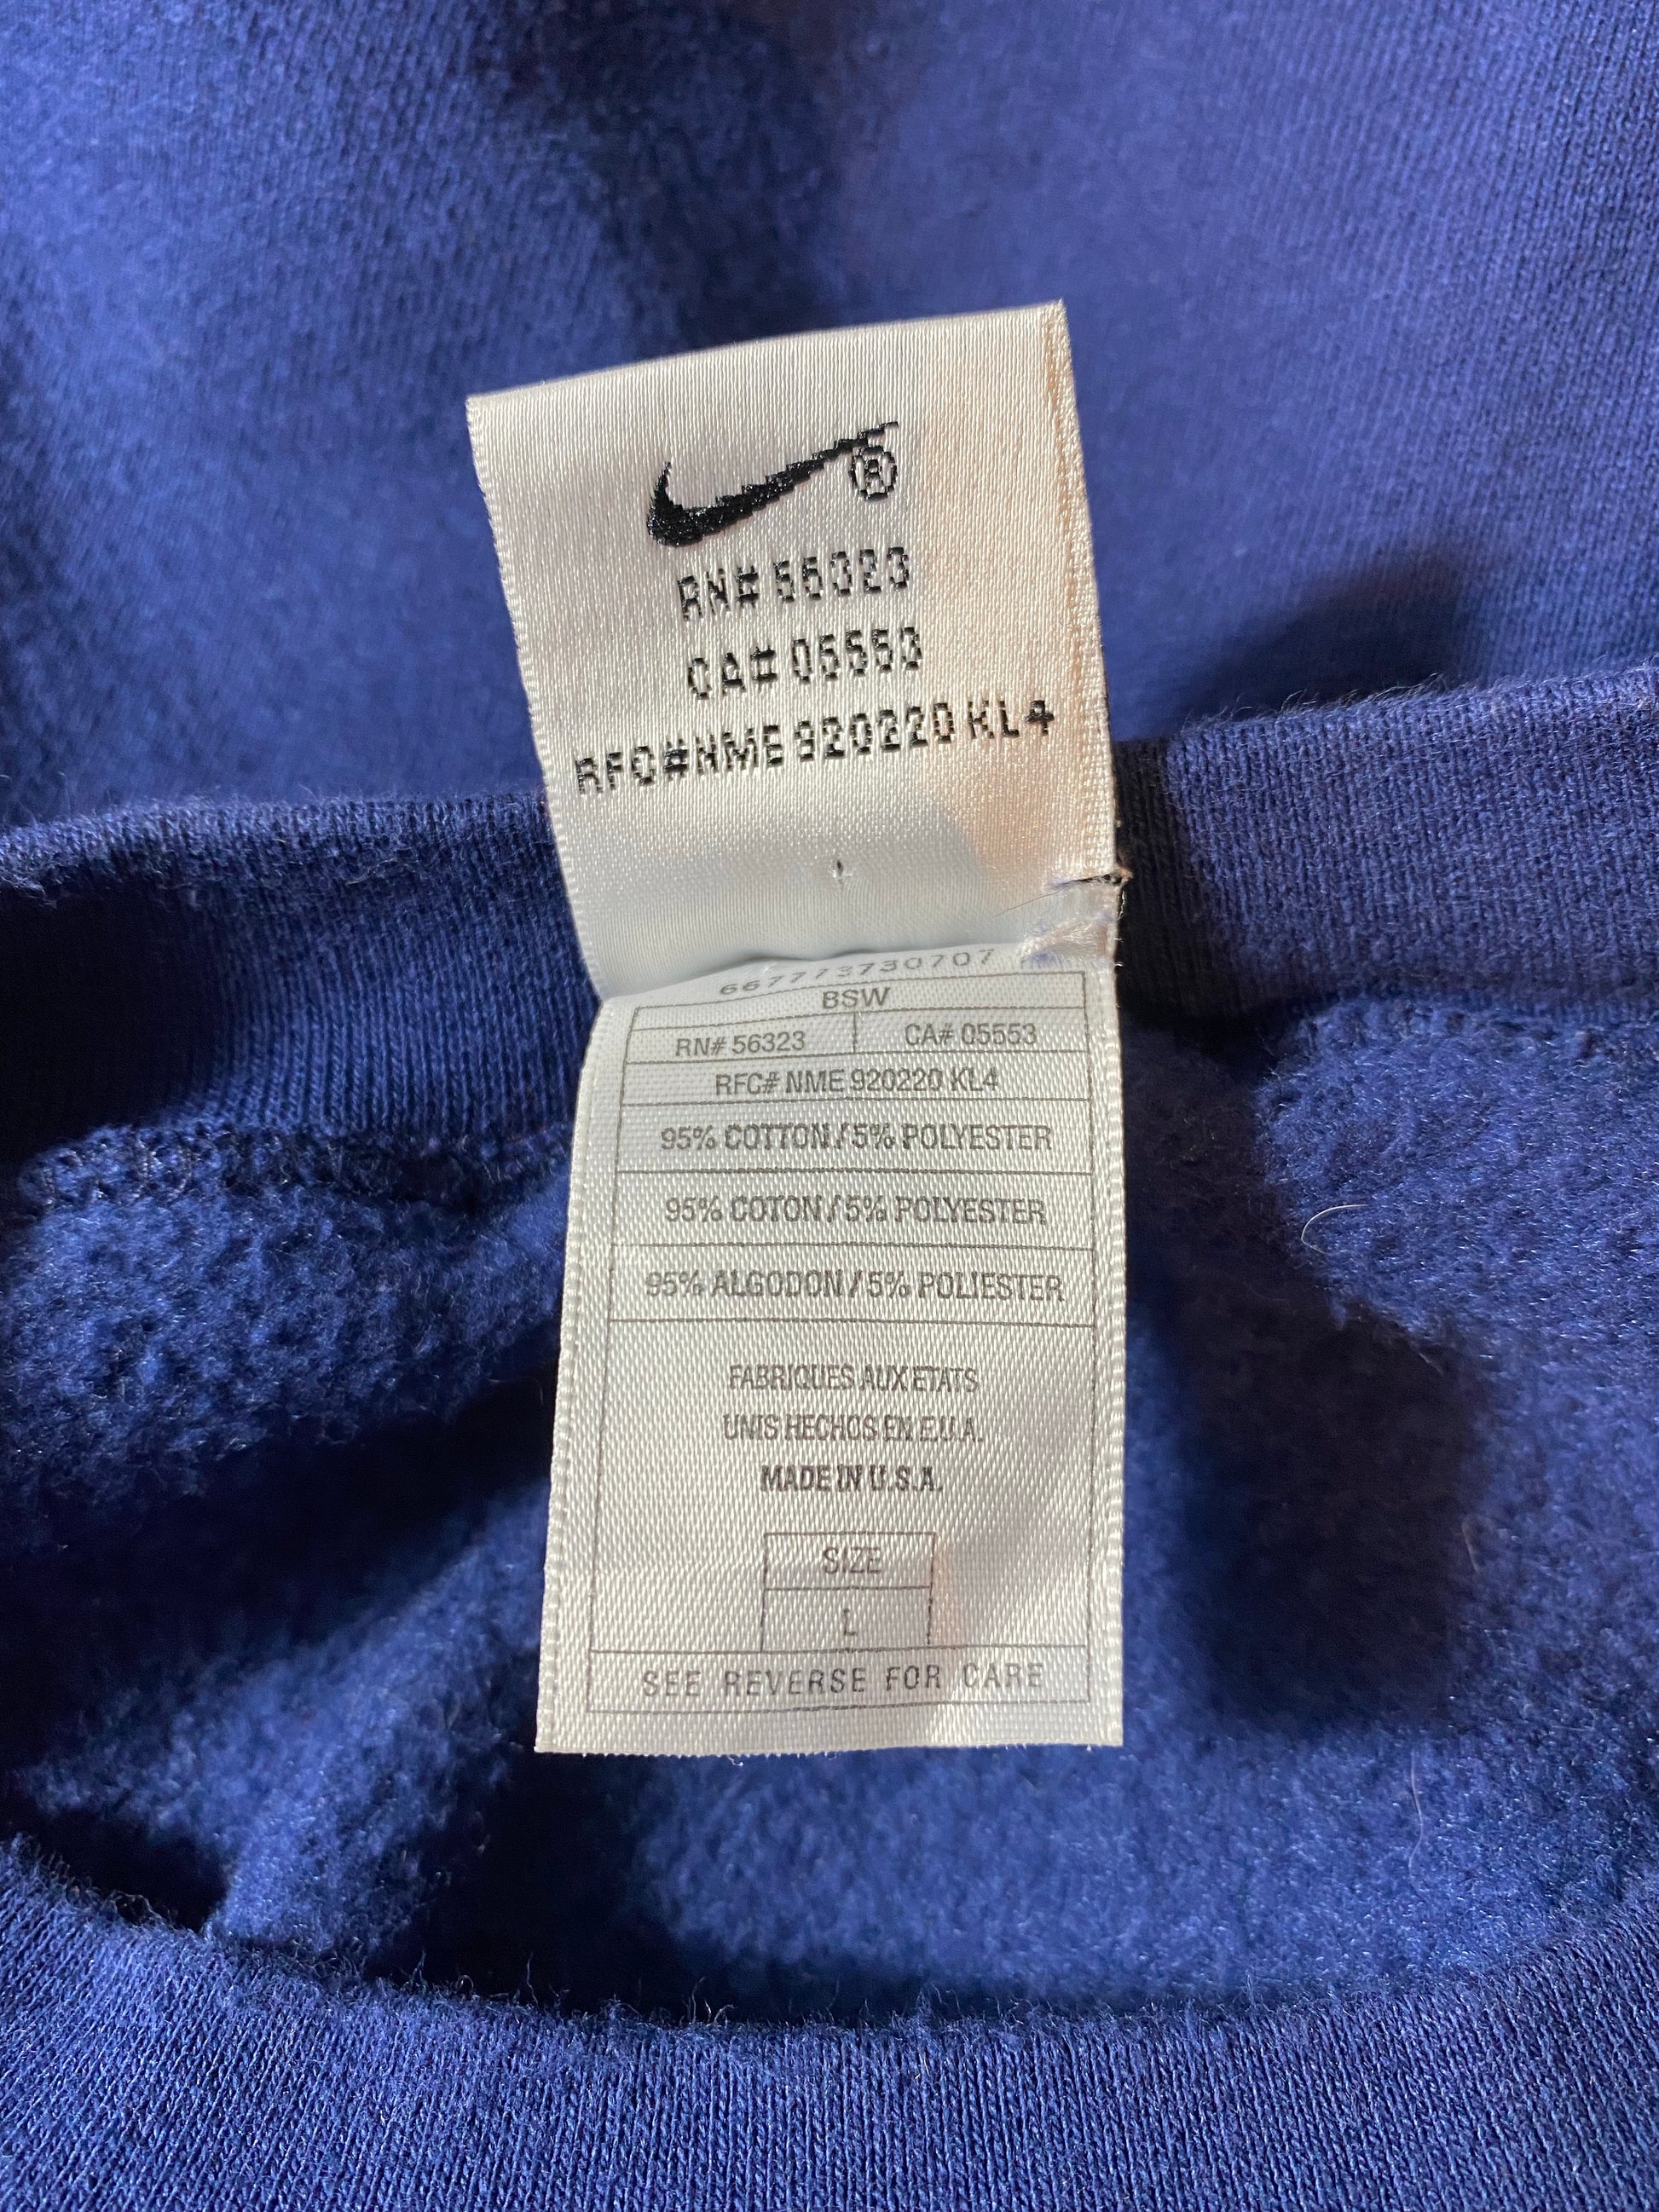 ®
RN# 56323
CA# 05553
RFC#NME 920220 KL4
667773730707
BSW
RN# 56323 CA# 05553
RFC# NME 920220 KL4
95% COTTON / 5% POLYESTER
95% COTON / 5% POLYESTER
95% ALGODON / 5% POLIESTER
FABRIQUES AUX ETATS
UNIS HECHOS EN E.U.A.
MADE IN U.S.A.
SIZE
L
SEE REVERSE FOR CARE